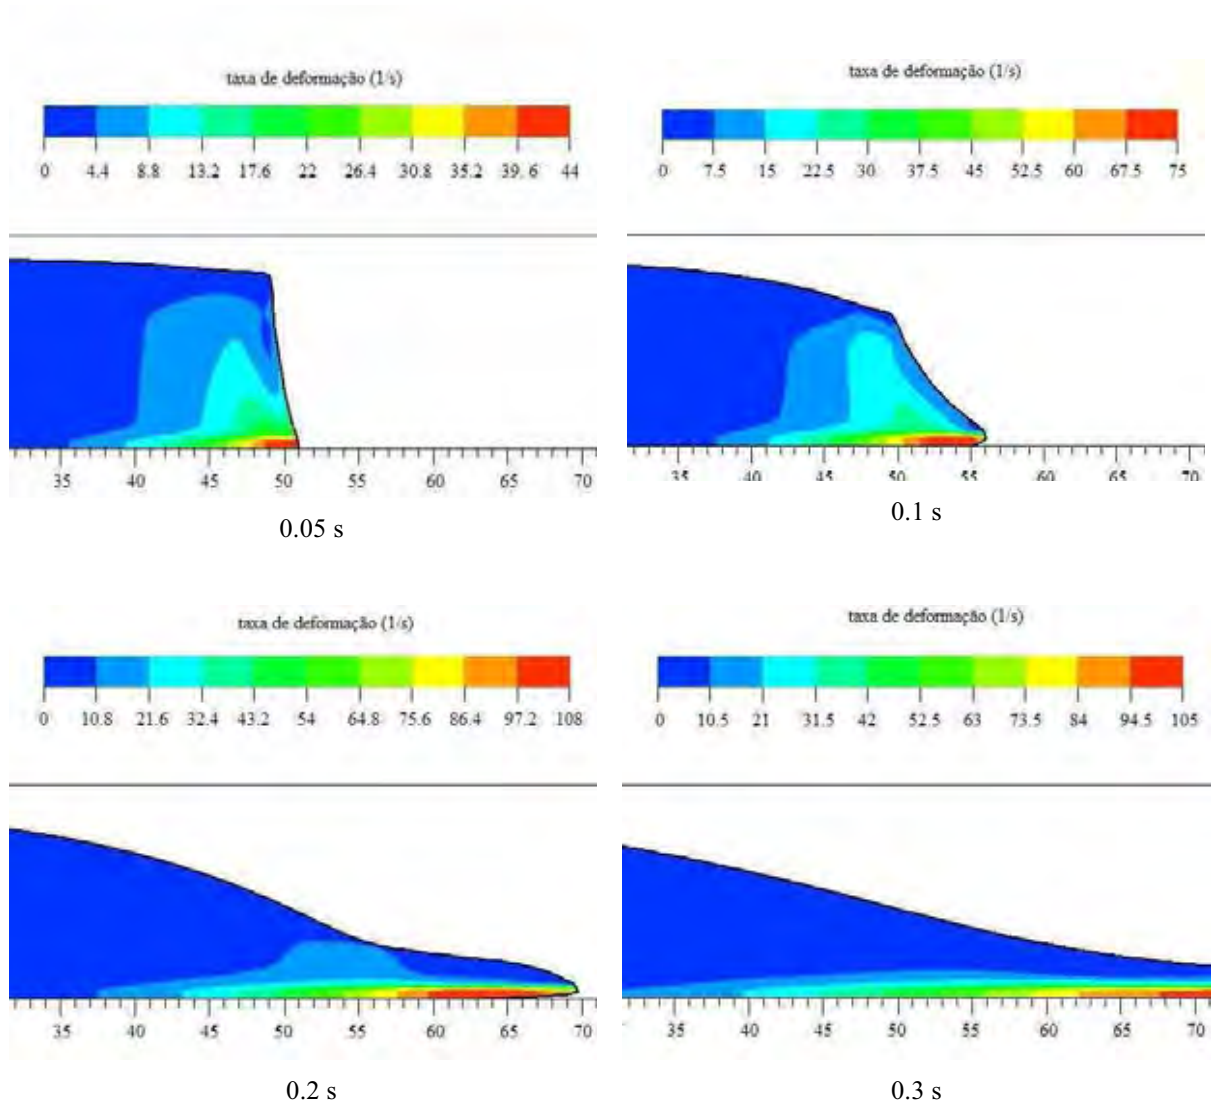 taxa de deformação (1/s)
0 4.4 8.8 13.2 17.6 22 26.4 30.8 35.2 39.6 44
35 40 45 50 55 60 65 70
0.05 s
taxa de deformação (1/s)
0 7.5 15 22.5 30 37.5 45 52.5 60 67.5 75
35 40 45 50 55 60 65 70
0.1 s
taxa de deformação (1/s)
0 10.8 21.6 32.4 43.2 54 64.8 75.6 86.4 97.2 108
35 40 45 50 55 60 65 70
0.2 s
taxa de deformação (1/s)
0 10.5 21 31.5 42 52.5 63 73.5 84 94.5 105
35 40 45 50 55 60 65 70
0.3 s